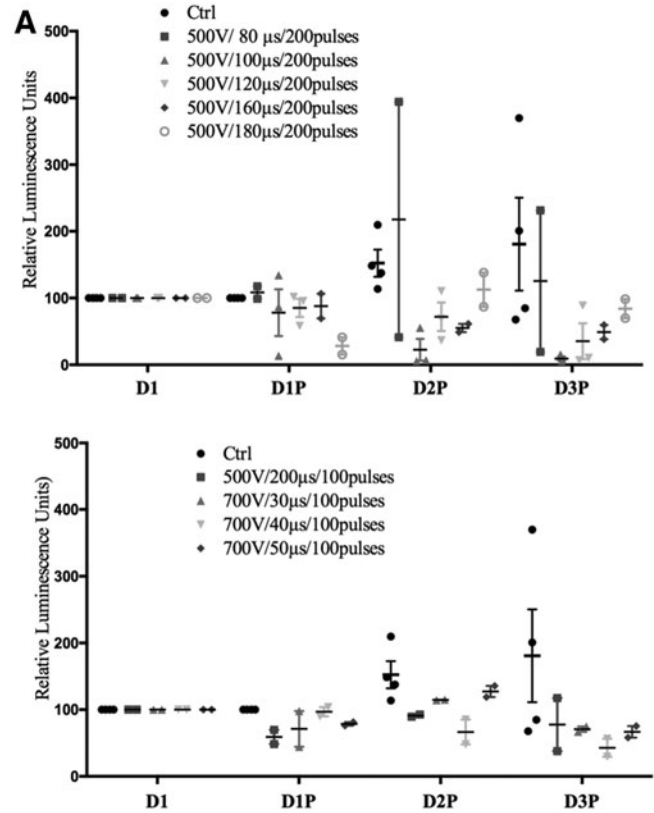 A
Ctrl
500V/ 80 μs/200pulses
500V/100μs/200pulses
500V/120μs/200pulses
500V/160μs/200pulses
500V/180μs/200pulses
Relative Luminescence Units
500
400
300
200
100
0
D1 D1P D2P D3P
Ctrl
500V/200μs/100pulses
700V/30μs/100pulses
700V/40μs/100pulses
700V/50μs/100pulses
Relative Luminescence Units)
500
400
300
200
100
0
D1 D1P D2P D3P